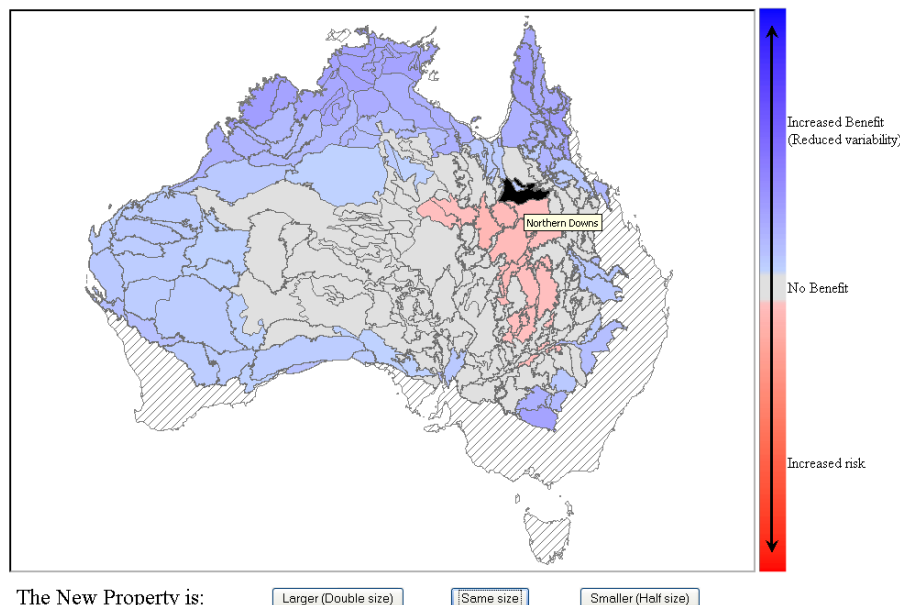 Increased Benefit
(Reduced variability)
Northern Downs
No Benefit
Increased risk
The New Property is:
Larger (Double size)
Same size
Smaller (Half size)